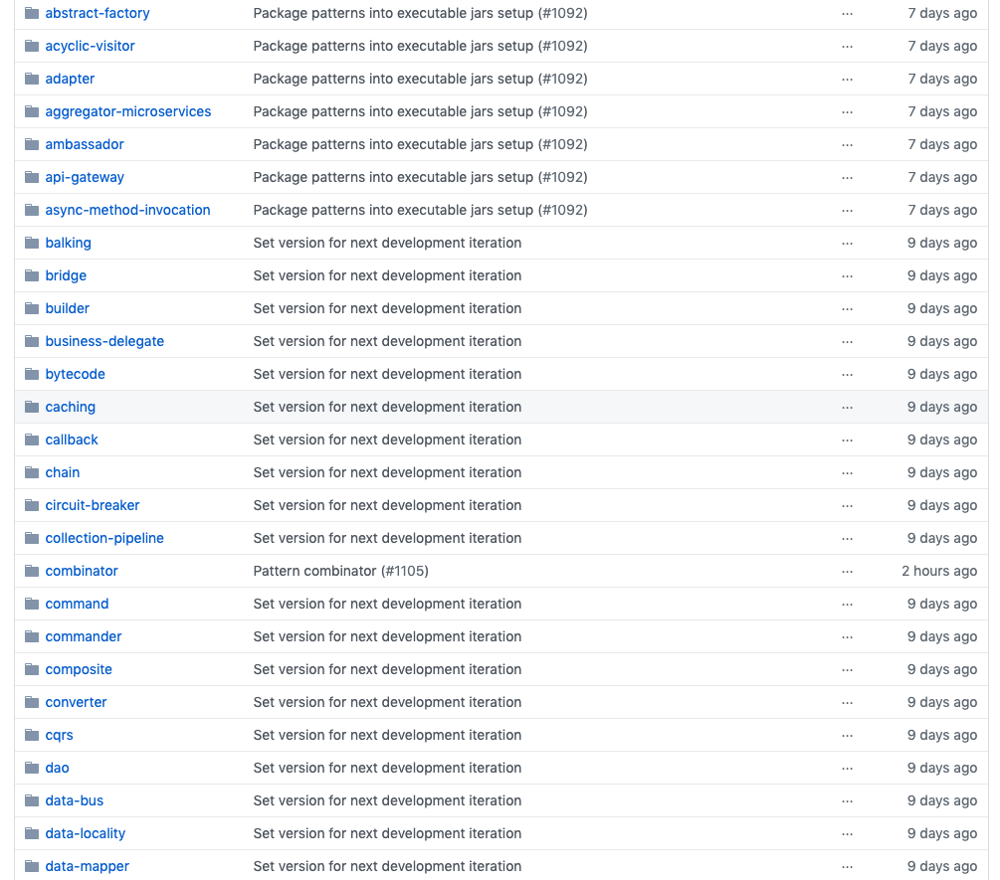 abstract-factory Package patterns into executable jars setup (#1092) ... 7 days ago
acyclic-visitor Package patterns into executable jars setup (#1092) ... 7 days ago
adapter Package patterns into executable jars setup (#1092) ... 7 days ago
aggregator-microservices Package patterns into executable jars setup (#1092) ... 7 days ago
ambassador Package patterns into executable jars setup (#1092) ... 7 days ago
api-gateway Package patterns into executable jars setup (#1092) ... 7 days ago
async-method-invocation Package patterns into executable jars setup (#1092) ... 7 days ago
balking Set version for next development iteration ... 9 days ago
bridge Set version for next development iteration ... 9 days ago
builder Set version for next development iteration ... 9 days ago
business-delegate Set version for next development iteration ... 9 days ago
bytecode Set version for next development iteration ... 9 days ago
caching Set version for next development iteration ... 9 days ago
callback Set version for next development iteration ... 9 days ago
chain Set version for next development iteration ... 9 days ago
circuit-breaker Set version for next development iteration ... 9 days ago
collection-pipeline Set version for next development iteration ... 9 days ago
combinator Pattern combinator (#1105) ... 2 hours ago
command Set version for next development iteration ... 9 days ago
commander Set version for next development iteration ... 9 days ago
composite Set version for next development iteration ... 9 days ago
converter Set version for next development iteration ... 9 days ago
cqrs Set version for next development iteration ... 9 days ago
dao Set version for next development iteration ... 9 days ago
data-bus Set version for next development iteration ... 9 days ago
data-locality Set version for next development iteration ... 9 days ago
data-mapper Set version for next development iteration ... 9 days ago